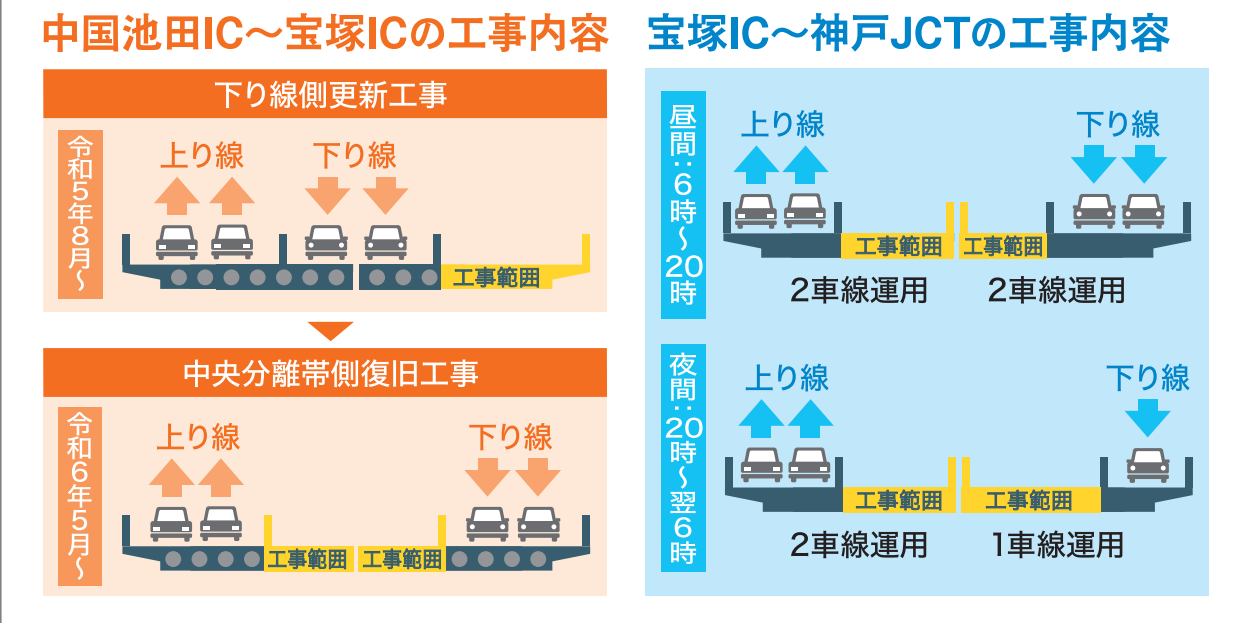 中国池田IC～宝塚ICの工事内容
下り線側更新工事
令和5年8月～
上り線
下り線
工事範囲
中央分離帯側復旧工事
令和6年5月～
上り線
下り線
工事範囲
工事範囲
宝塚IC～神戸JCTの工事内容
昼間：6時～20時
上り線
下り線
工事範囲
工事範囲
2車線運用
2車線運用
夜間：20時～翌6時
上り線
下り線
工事範囲
工事範囲
2車線運用
1車線運用